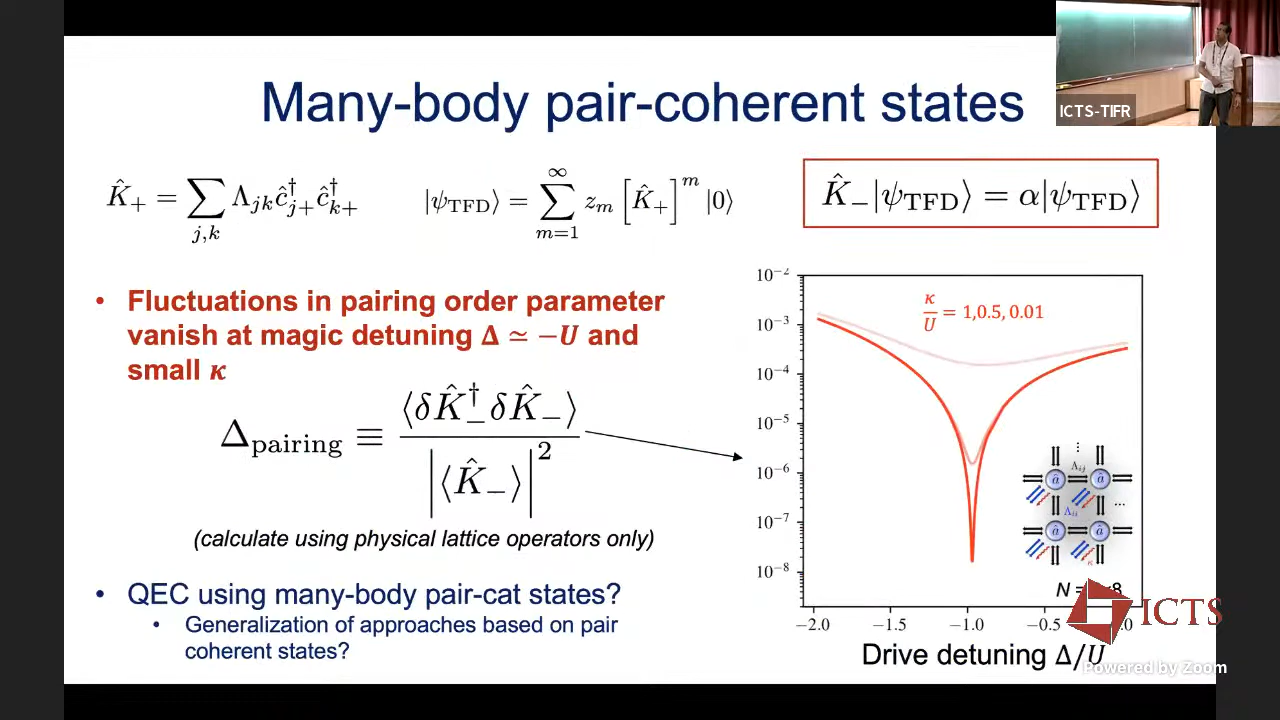 Many-body pair-coherent states
ICTS-TIFR
K̂₊ = ∑_{j,k} Λ_{jk} ĉ†_{j+} ĉ†_{k+}
|ψ_TFD⟩ = ∑_{m=1}^{∞} z_m [K̂₊]^m |0⟩
K̂₋|ψ_TFD⟩ = α|ψ_TFD⟩
• Fluctuations in pairing order parameter
vanish at magic detuning Δ ≃ −U and
small κ
Δ_pairing ≡ ⟨δK̂₋† δK̂₋⟩ / |⟨K̂₋⟩|²
(calculate using physical lattice operators only)
• QEC using many-body pair-cat states?
• Generalization of approaches based on pair
coherent states?
10⁻²
10⁻³
10⁻⁴
10⁻⁵
10⁻⁶
10⁻⁷
10⁻⁸
κ/U = 1,0.5, 0.01
Λ_{ij}
â â
Λ_{ii} ...
â â
κ
N =
−2.0 −1.5 −1.0 −0.5
Drive detuning Δ/U
ICTS
Powered by Zoom